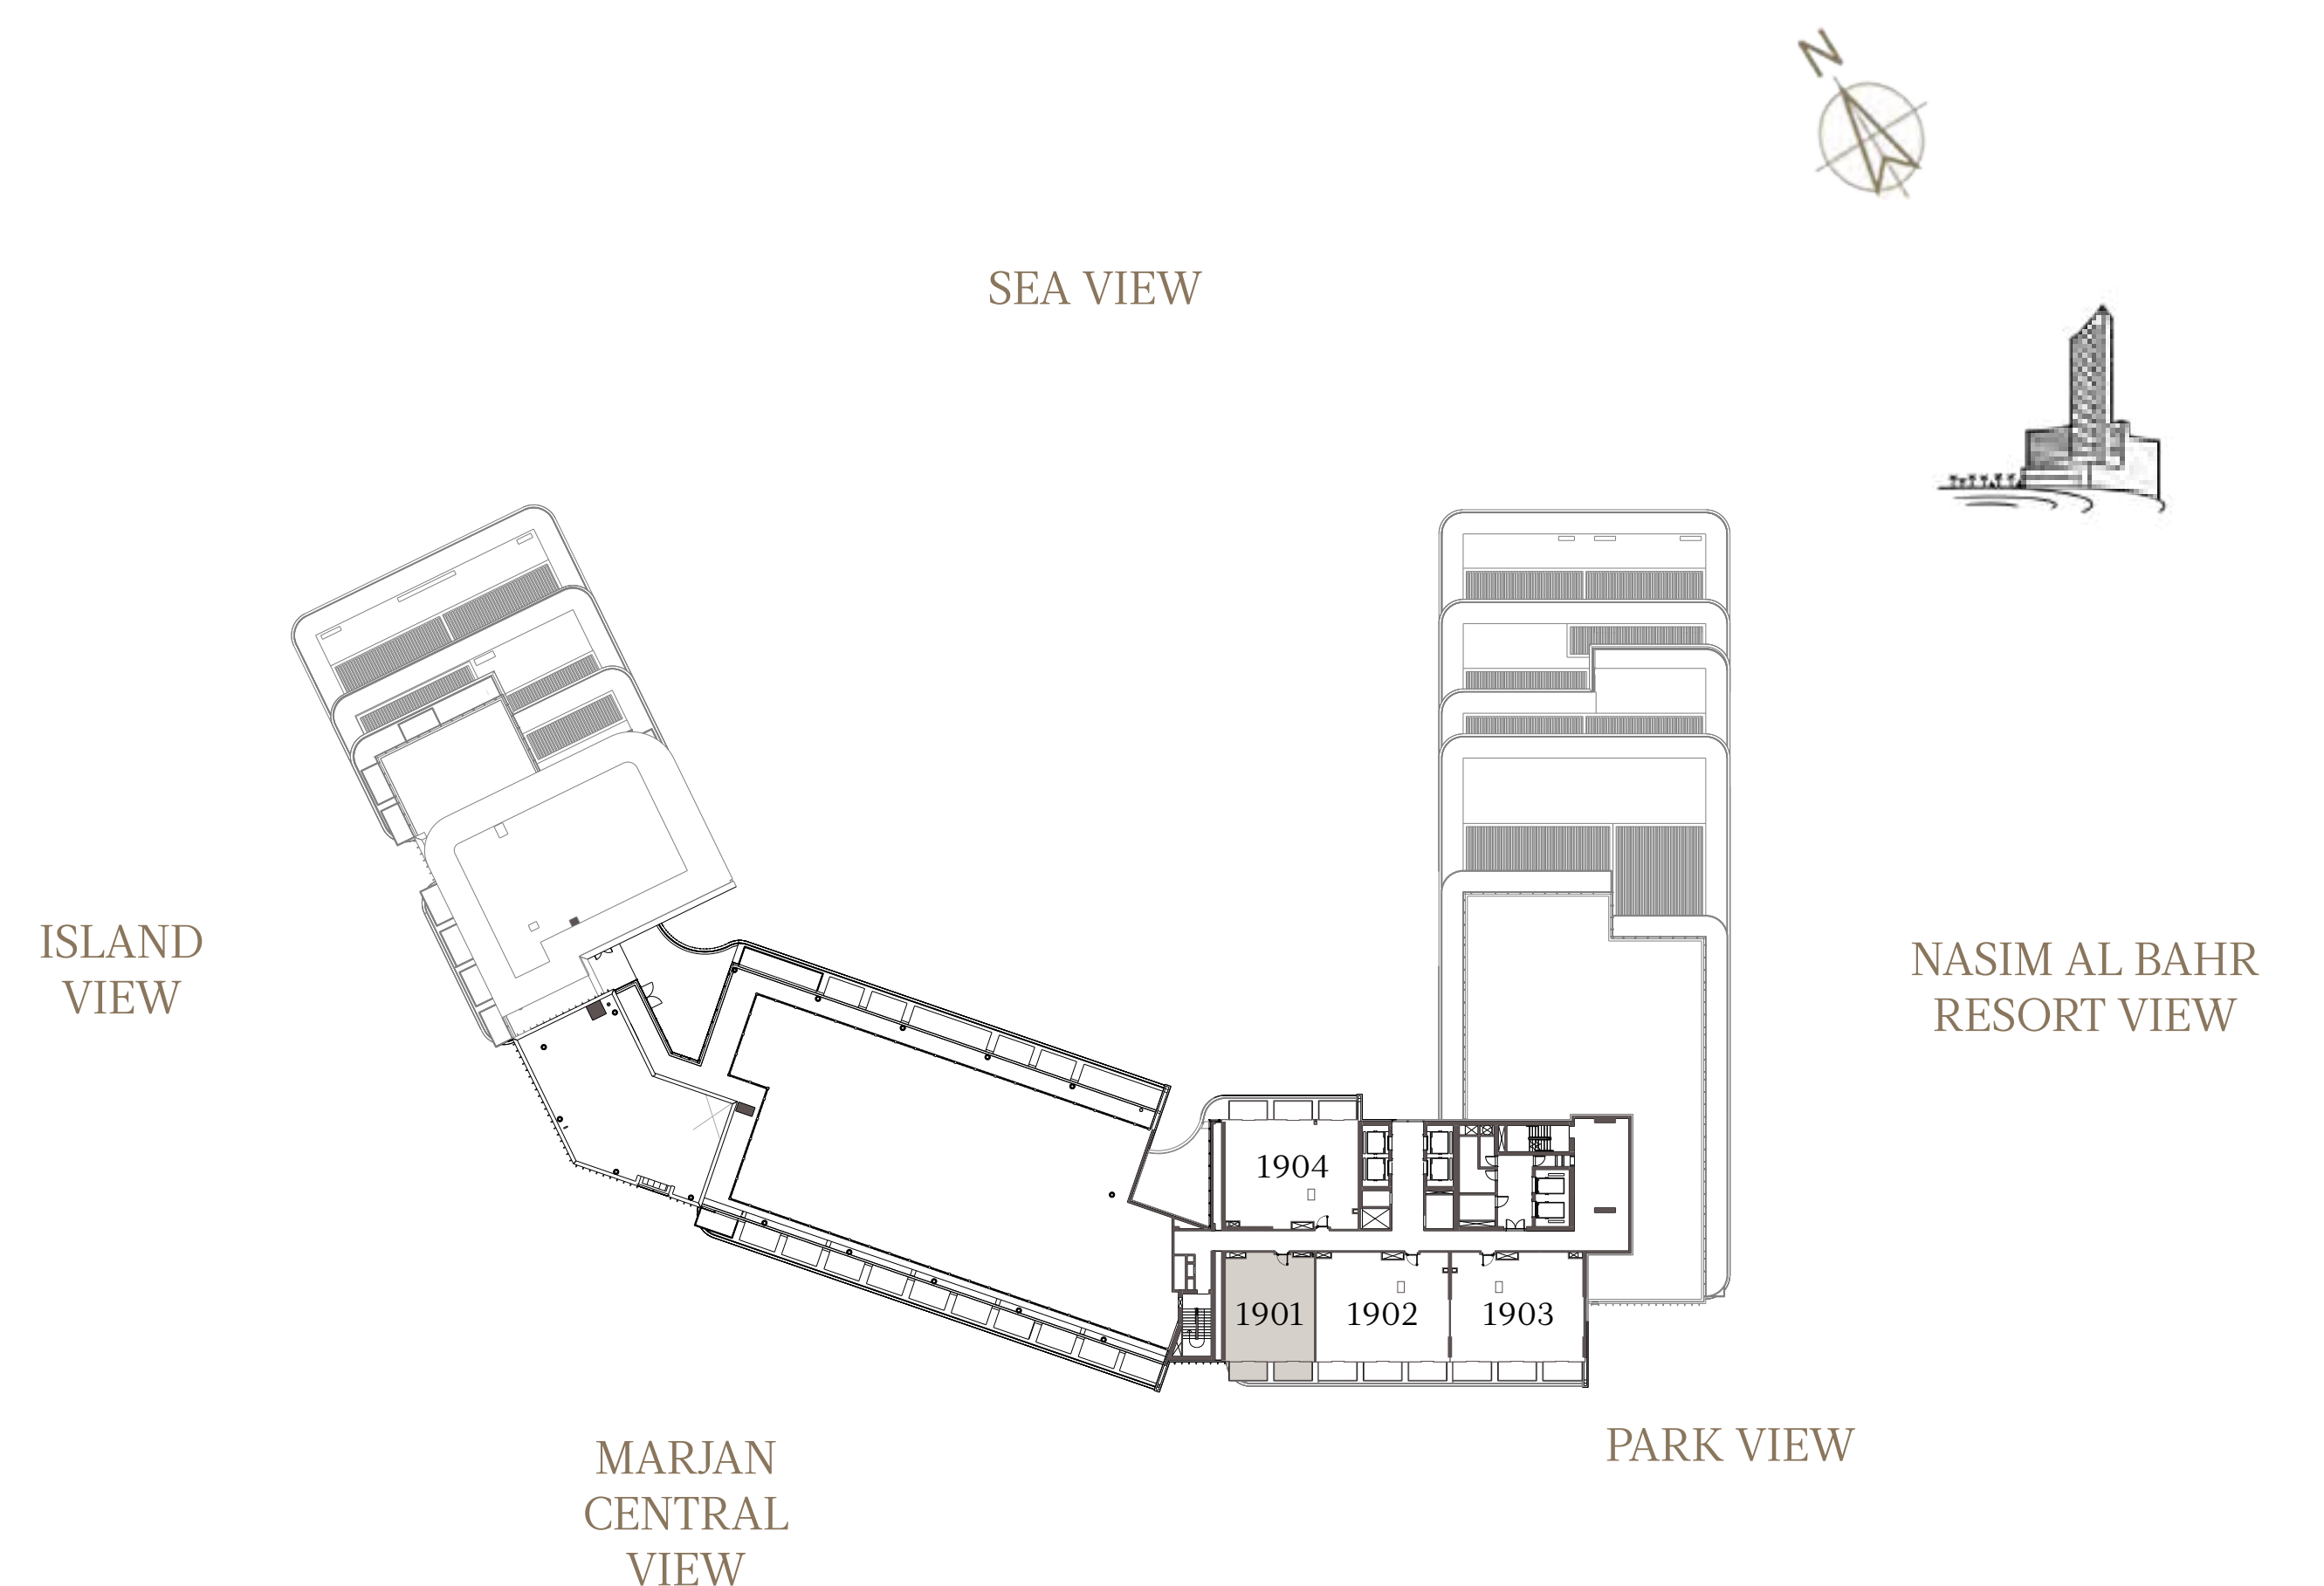 N
SEA VIEW
ISLAND
VIEW
NASIM AL BAHR
RESORT VIEW
1904
1901
1902
1903
PARK VIEW
MARJAN
CENTRAL
VIEW